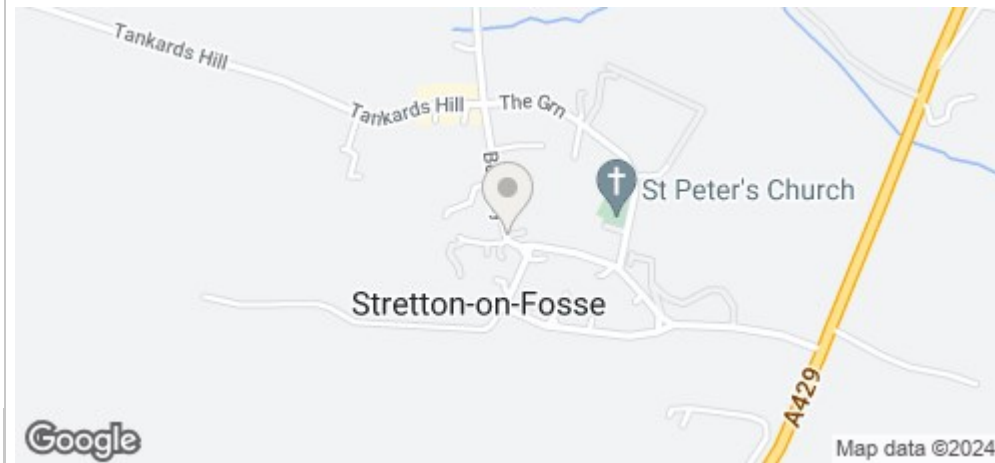 Tankards Hill
Tankards Hill
The Grn
St Peter's Church
Stretton-on-Fosse
A429
Google
Map data ©2024